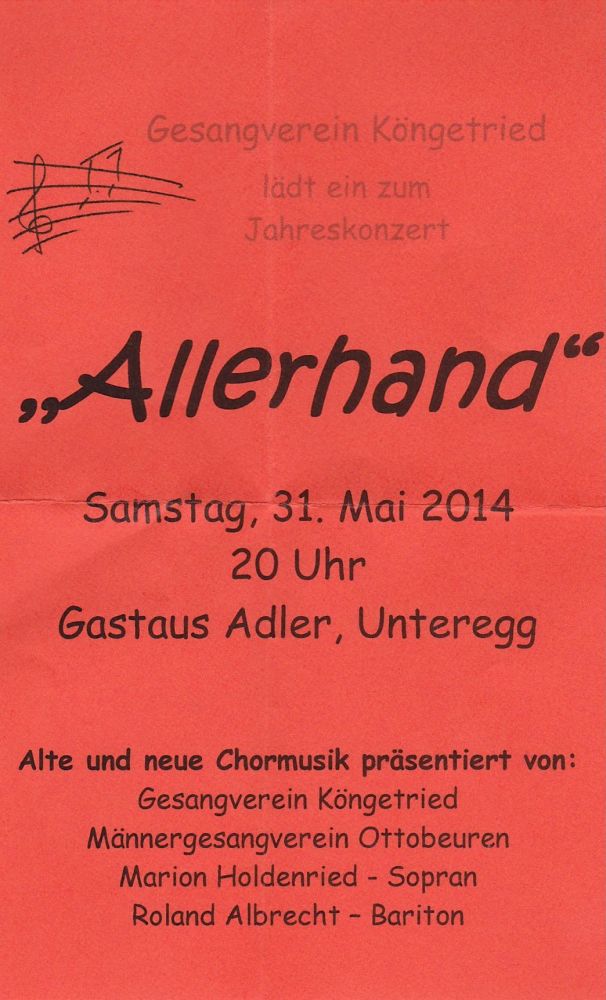 Gesangverein Köngetried
lädt ein zum
Jahreskonzert
„Allerhand“
Samstag, 31. Mai 2014
20 Uhr
Gastaus Adler, Unteregg
Alte und neue Chormusik präsentiert von:
Gesangverein Köngetried
Männergesangverein Ottobeuren
Marion Holdenried - Sopran
Roland Albrecht – Bariton